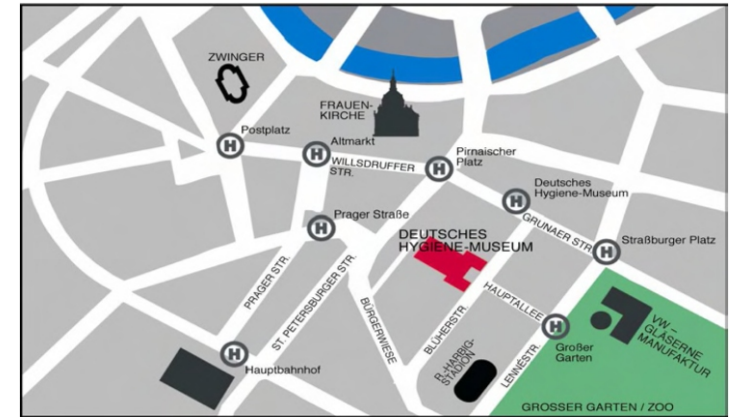 ZWINGER
FRAUEN-
KIRCHE
H
Postplatz
H
Altmarkt
WILLSDRUFFER
STR.
H
Pirnaischer
Platz
H
Deutsches
Hygiene-Museum
GRUNAER STR
H
Straßburger Platz
H
Prager Straße
DEUTSCHES
HYGIENE-MUSEUM
PRAGER STR.
ST. PETERSBURGER STR.
BÜRGERWIESE
BLÜHERSTR.
HAUPTALLEE
H
Großer
Garten
VW –
GLÄSERNE
MANUFAKTUR
H
Hauptbahnhof
R.-HARBIG-
STADION
LENNÉSTR.
GROSSER GARTEN / ZOO